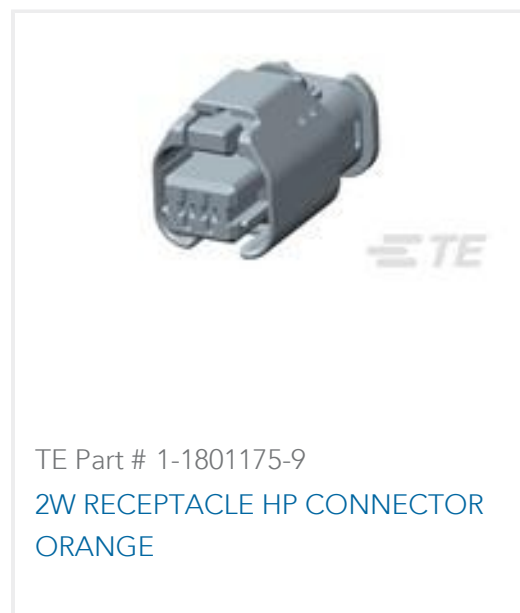 TE
TE Part # 1-1801175-9
2W RECEPTACLE HP CONNECTOR
ORANGE